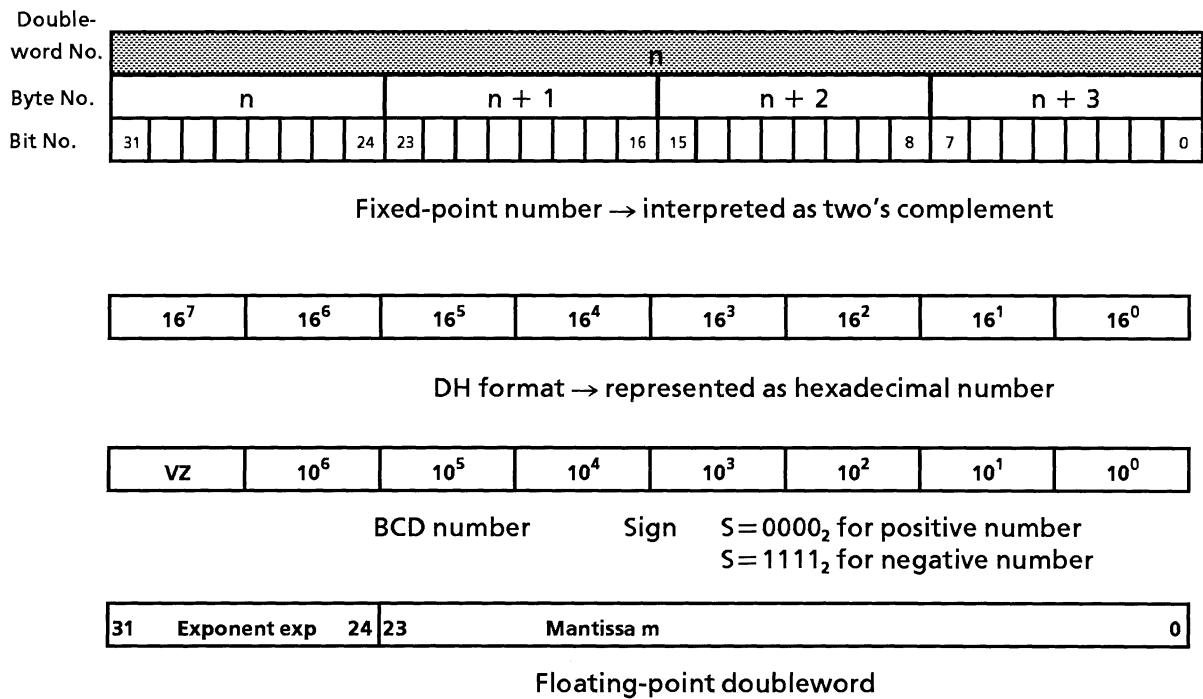 Double-
word No. n
Byte No. n n + 1 n + 2 n + 3
Bit No. 31 24 23 16 15 8 7 0
Fixed-point number → interpreted as two's complement
16⁷ 16⁶ 16⁵ 16⁴ 16³ 16² 16¹ 16⁰
DH format → represented as hexadecimal number
VZ 10⁶ 10⁵ 10⁴ 10³ 10² 10¹ 10⁰
BCD number Sign S=0000₂ for positive number
S=1111₂ for negative number
31 Exponent exp 24 23 Mantissa m 0
Floating-point doubleword